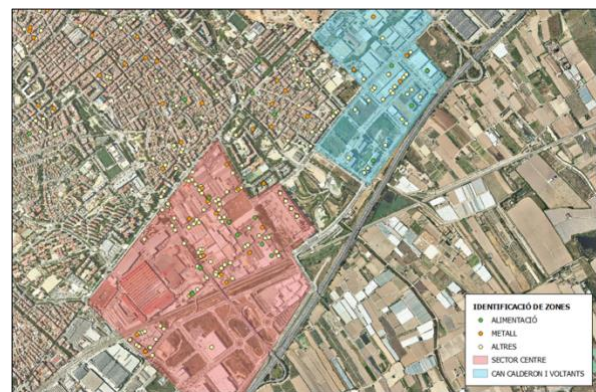 IDENTIFICACIÓ DE ZONES
ALIMENTACIÓ
METALL
ALTRES
SECTOR CENTRE
CAN CALDERON I VOLTANTS